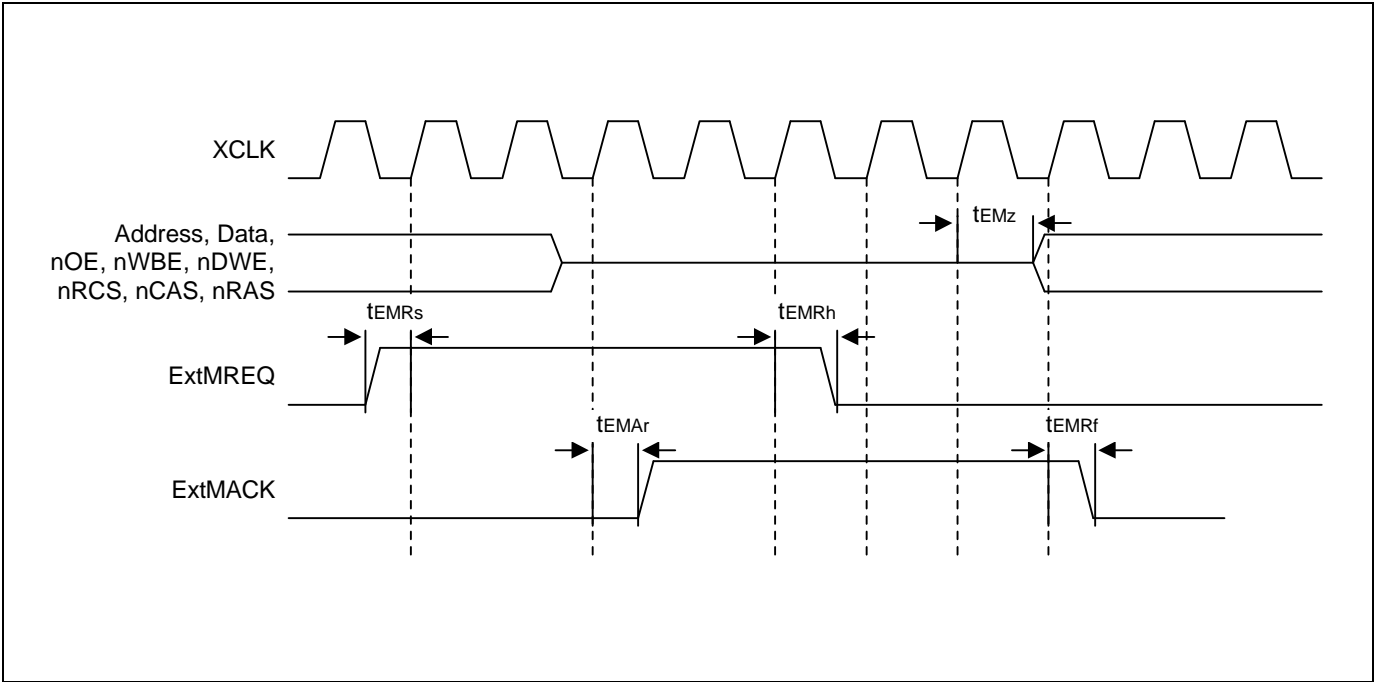 XCLK
tEMz
Address, Data,
nOE, nWBE, nDWE,
nRCS, nCAS, nRAS
tEMRs
tEMRh
ExtMREQ
tEMAr
tEMRf
ExtMACK